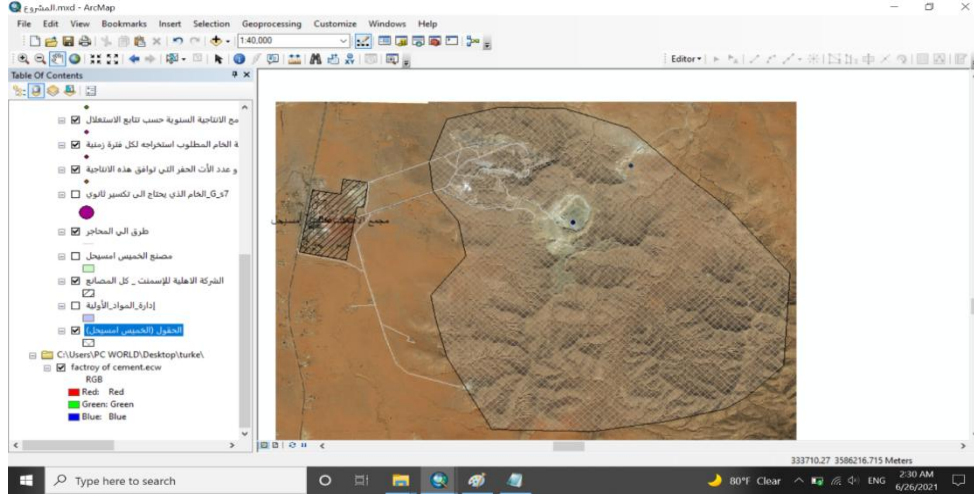 المشروع.mxd - ArcMap
File Edit View Bookmarks Insert Selection Geoprocessing Customize Windows Help
1:40,000
Editor
Table Of Contents
مج الانتاجية السنوية حسب تتابع الاستغلال
ة الخام المطلوب استخراجه لكل فترة زمنية
و عدد الأت الحفر التي توافق هذه الانتاجية
G_s7_الخام الذي يحتاج الى تكسير ثانوي
طرق الي المحاجر
مصنع الخميس امسيحل
الشركة الاهلية للإسمنت _ كل المصانع
إدارة_المواد_الأولية
الحقول (الخميس امسيحل)
C:\Users\PC WORLD\Desktop\turke\
factroy of cement.ecw
RGB
Red: Red
Green: Green
Blue: Blue
مجمع
333710.27 3586216.715 Meters
Type here to search
80°F Clear
ENG
2:30 AM
6/26/2021